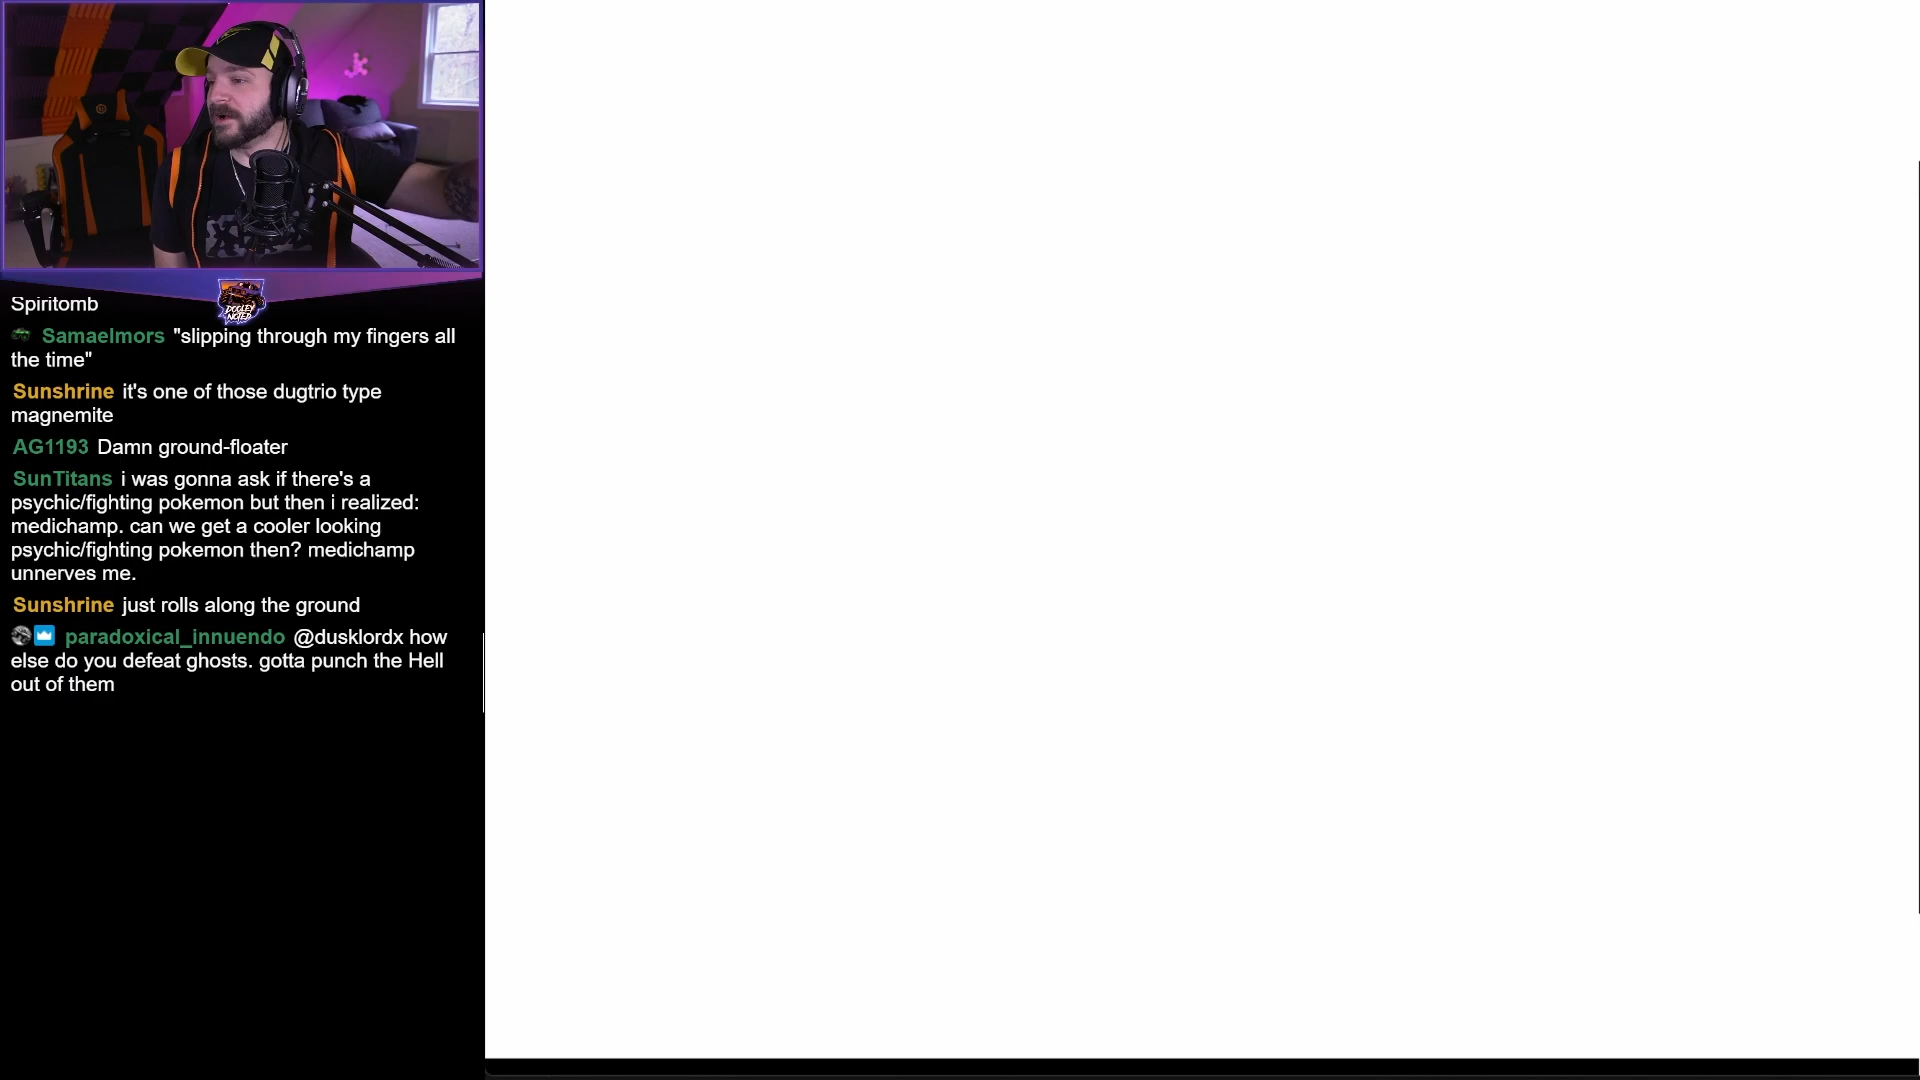 DOOLEY
NOTED
Spiritomb
Samaelmors "slipping through my fingers all
the time"
Sunshrine it's one of those dugtrio type
magnemite
AG1193 Damn ground-floater
SunTitans i was gonna ask if there's a
psychic/fighting pokemon but then i realized:
medichamp. can we get a cooler looking
psychic/fighting pokemon then? medichamp
unnerves me.
Sunshrine just rolls along the ground
paradoxical_innuendo @dusklordx how
else do you defeat ghosts. gotta punch the Hell
out of them